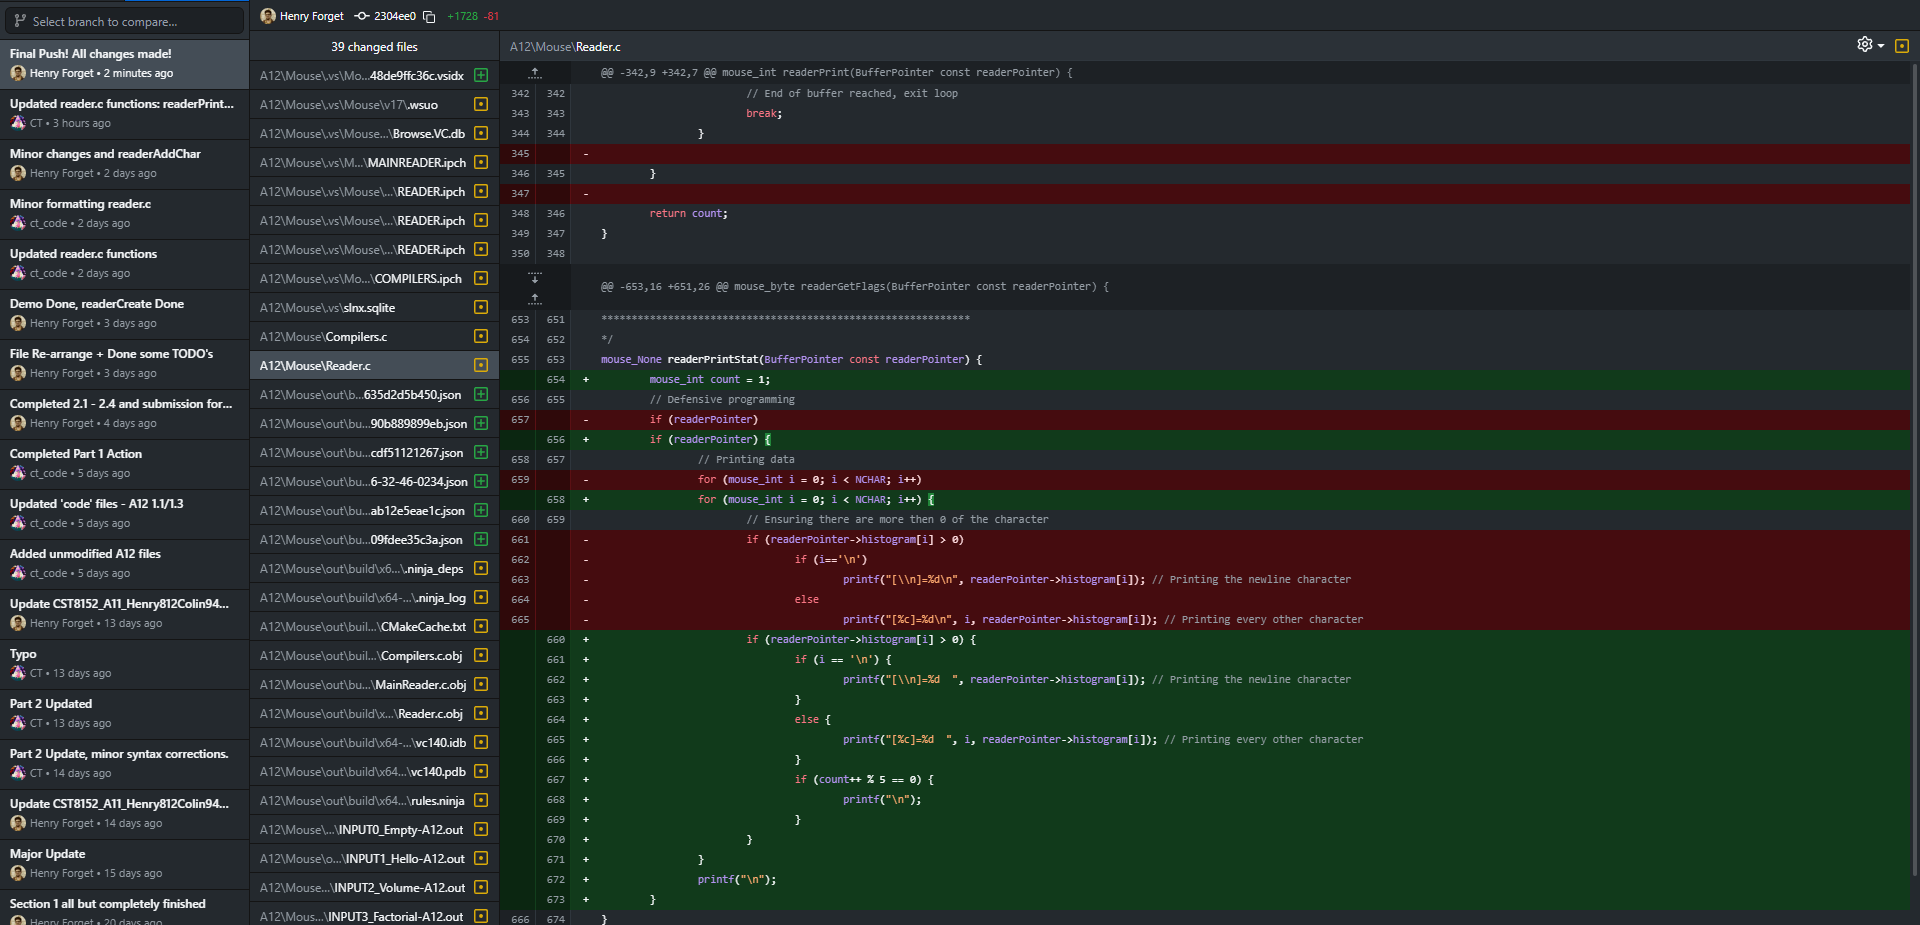 Select branch to compare...
Final Push! All changes made!
Henry Forget • 2 minutes ago
Updated reader.c functions: readerPrint...
CT • 3 hours ago
Minor changes and readerAddChar
Henry Forget • 2 days ago
Minor formatting reader.c
ct_code • 2 days ago
Updated reader.c functions
ct_code • 2 days ago
Demo Done, readerCreate Done
Henry Forget • 3 days ago
File Re-arrange + Done some TODO's
Henry Forget • 3 days ago
Completed 2.1 - 2.4 and submission for...
Henry Forget • 4 days ago
Completed Part 1 Action
ct_code • 5 days ago
Updated 'code' files - A12 1.1/1.3
ct_code • 5 days ago
Added unmodified A12 files
ct_code • 5 days ago
Update CST8152_A11_Henry812Colin94...
Henry Forget • 13 days ago
Typo
CT • 13 days ago
Part 2 Updated
CT • 13 days ago
Part 2 Update, minor syntax corrections.
CT • 14 days ago
Update CST8152_A11_Henry812Colin94...
Henry Forget • 14 days ago
Major Update
Henry Forget • 15 days ago
Section 1 all but completely finished
Henry Forget • 20 days ago
Henry Forget 2304ee0 +1728 -81
39 changed files
A12\Mouse\.vs\Mo...48de9ffc36c.vsidx
A12\Mouse\.vs\Mouse\v17\.wsuo
A12\Mouse\.vs\Mouse...\Browse.VC.db
A12\Mouse\.vs\M...\MAINREADER.ipch
A12\Mouse\.vs\Mouse\...\READER.ipch
A12\Mouse\.vs\Mouse\...\READER.ipch
A12\Mouse\.vs\Mouse\...\READER.ipch
A12\Mouse\.vs\Mo...\COMPILERS.ipch
A12\Mouse\.vs\slnx.sqlite
A12\Mouse\Compilers.c
A12\Mouse\Reader.c
A12\Mouse\out\b...635d2d5b450.json
A12\Mouse\out\bu...90b889899eb.json
A12\Mouse\out\bu...cdf51121267.json
A12\Mouse\out\bu...6-32-46-0234.json
A12\Mouse\out\bu...ab12e5eae1c.json
A12\Mouse\out\bu...09fdee35c3a.json
A12\Mouse\out\build\x6...\.ninja_deps
A12\Mouse\out\build\x64-...\.ninja_log
A12\Mouse\out\buil...\CMakeCache.txt
A12\Mouse\out\buil...\Compilers.c.obj
A12\Mouse\out\bu...\MainReader.c.obj
A12\Mouse\out\build\x...\Reader.c.obj
A12\Mouse\out\build\x64-...\vc140.idb
A12\Mouse\out\build\x64...\vc140.pdb
A12\Mouse\out\build\x64...\rules.ninja
A12\Mouse\...\INPUT0_Empty-A12.out
A12\Mouse\o...\INPUT1_Hello-A12.out
A12\Mouse...\INPUT2_Volume-A12.out
A12\Mous...\INPUT3_Factorial-A12.out
A12\Mouse\Reader.c
@@ -342,9 +342,7 @@ mouse_int readerPrint(BufferPointer const readerPointer) {
342 342 // End of buffer reached, exit loop
343 343 break;
344 344 }
345 -
346 345 }
347 -
348 346 return count;
349 347 }
350 348
@@ -653,16 +651,26 @@ mouse_byte readerGetFlags(BufferPointer const readerPointer) {
653 651 *************************************************************
654 652 */
655 653 mouse_None readerPrintStat(BufferPointer const readerPointer) {
654 + mouse_int count = 1;
656 655 // Defensive programming
657 - if (readerPointer)
656 + if (readerPointer) {
658 657 // Printing data
659 - for (mouse_int i = 0; i < NCHAR; i++)
658 + for (mouse_int i = 0; i < NCHAR; i++) {
660 659 // Ensuring there are more then 0 of the character
661 - if (readerPointer->histogram[i] > 0)
662 - if (i=='\n')
663 - printf("[\\n]=%d\n", readerPointer->histogram[i]); // Printing the newline character
664 - else
665 - printf("[%c]=%d\n", i, readerPointer->histogram[i]); // Printing every other character
660 + if (readerPointer->histogram[i] > 0) {
661 + if (i == '\n') {
662 + printf("[\\n]=%d  ", readerPointer->histogram[i]); // Printing the newline character
663 + }
664 + else {
665 + printf("[%c]=%d  ", i, readerPointer->histogram[i]); // Printing every other character
666 + }
667 + if (count++ % 5 == 0) {
668 + printf("\n");
669 + }
670 + }
671 + }
672 + printf("\n");
673 + }
666 674 }